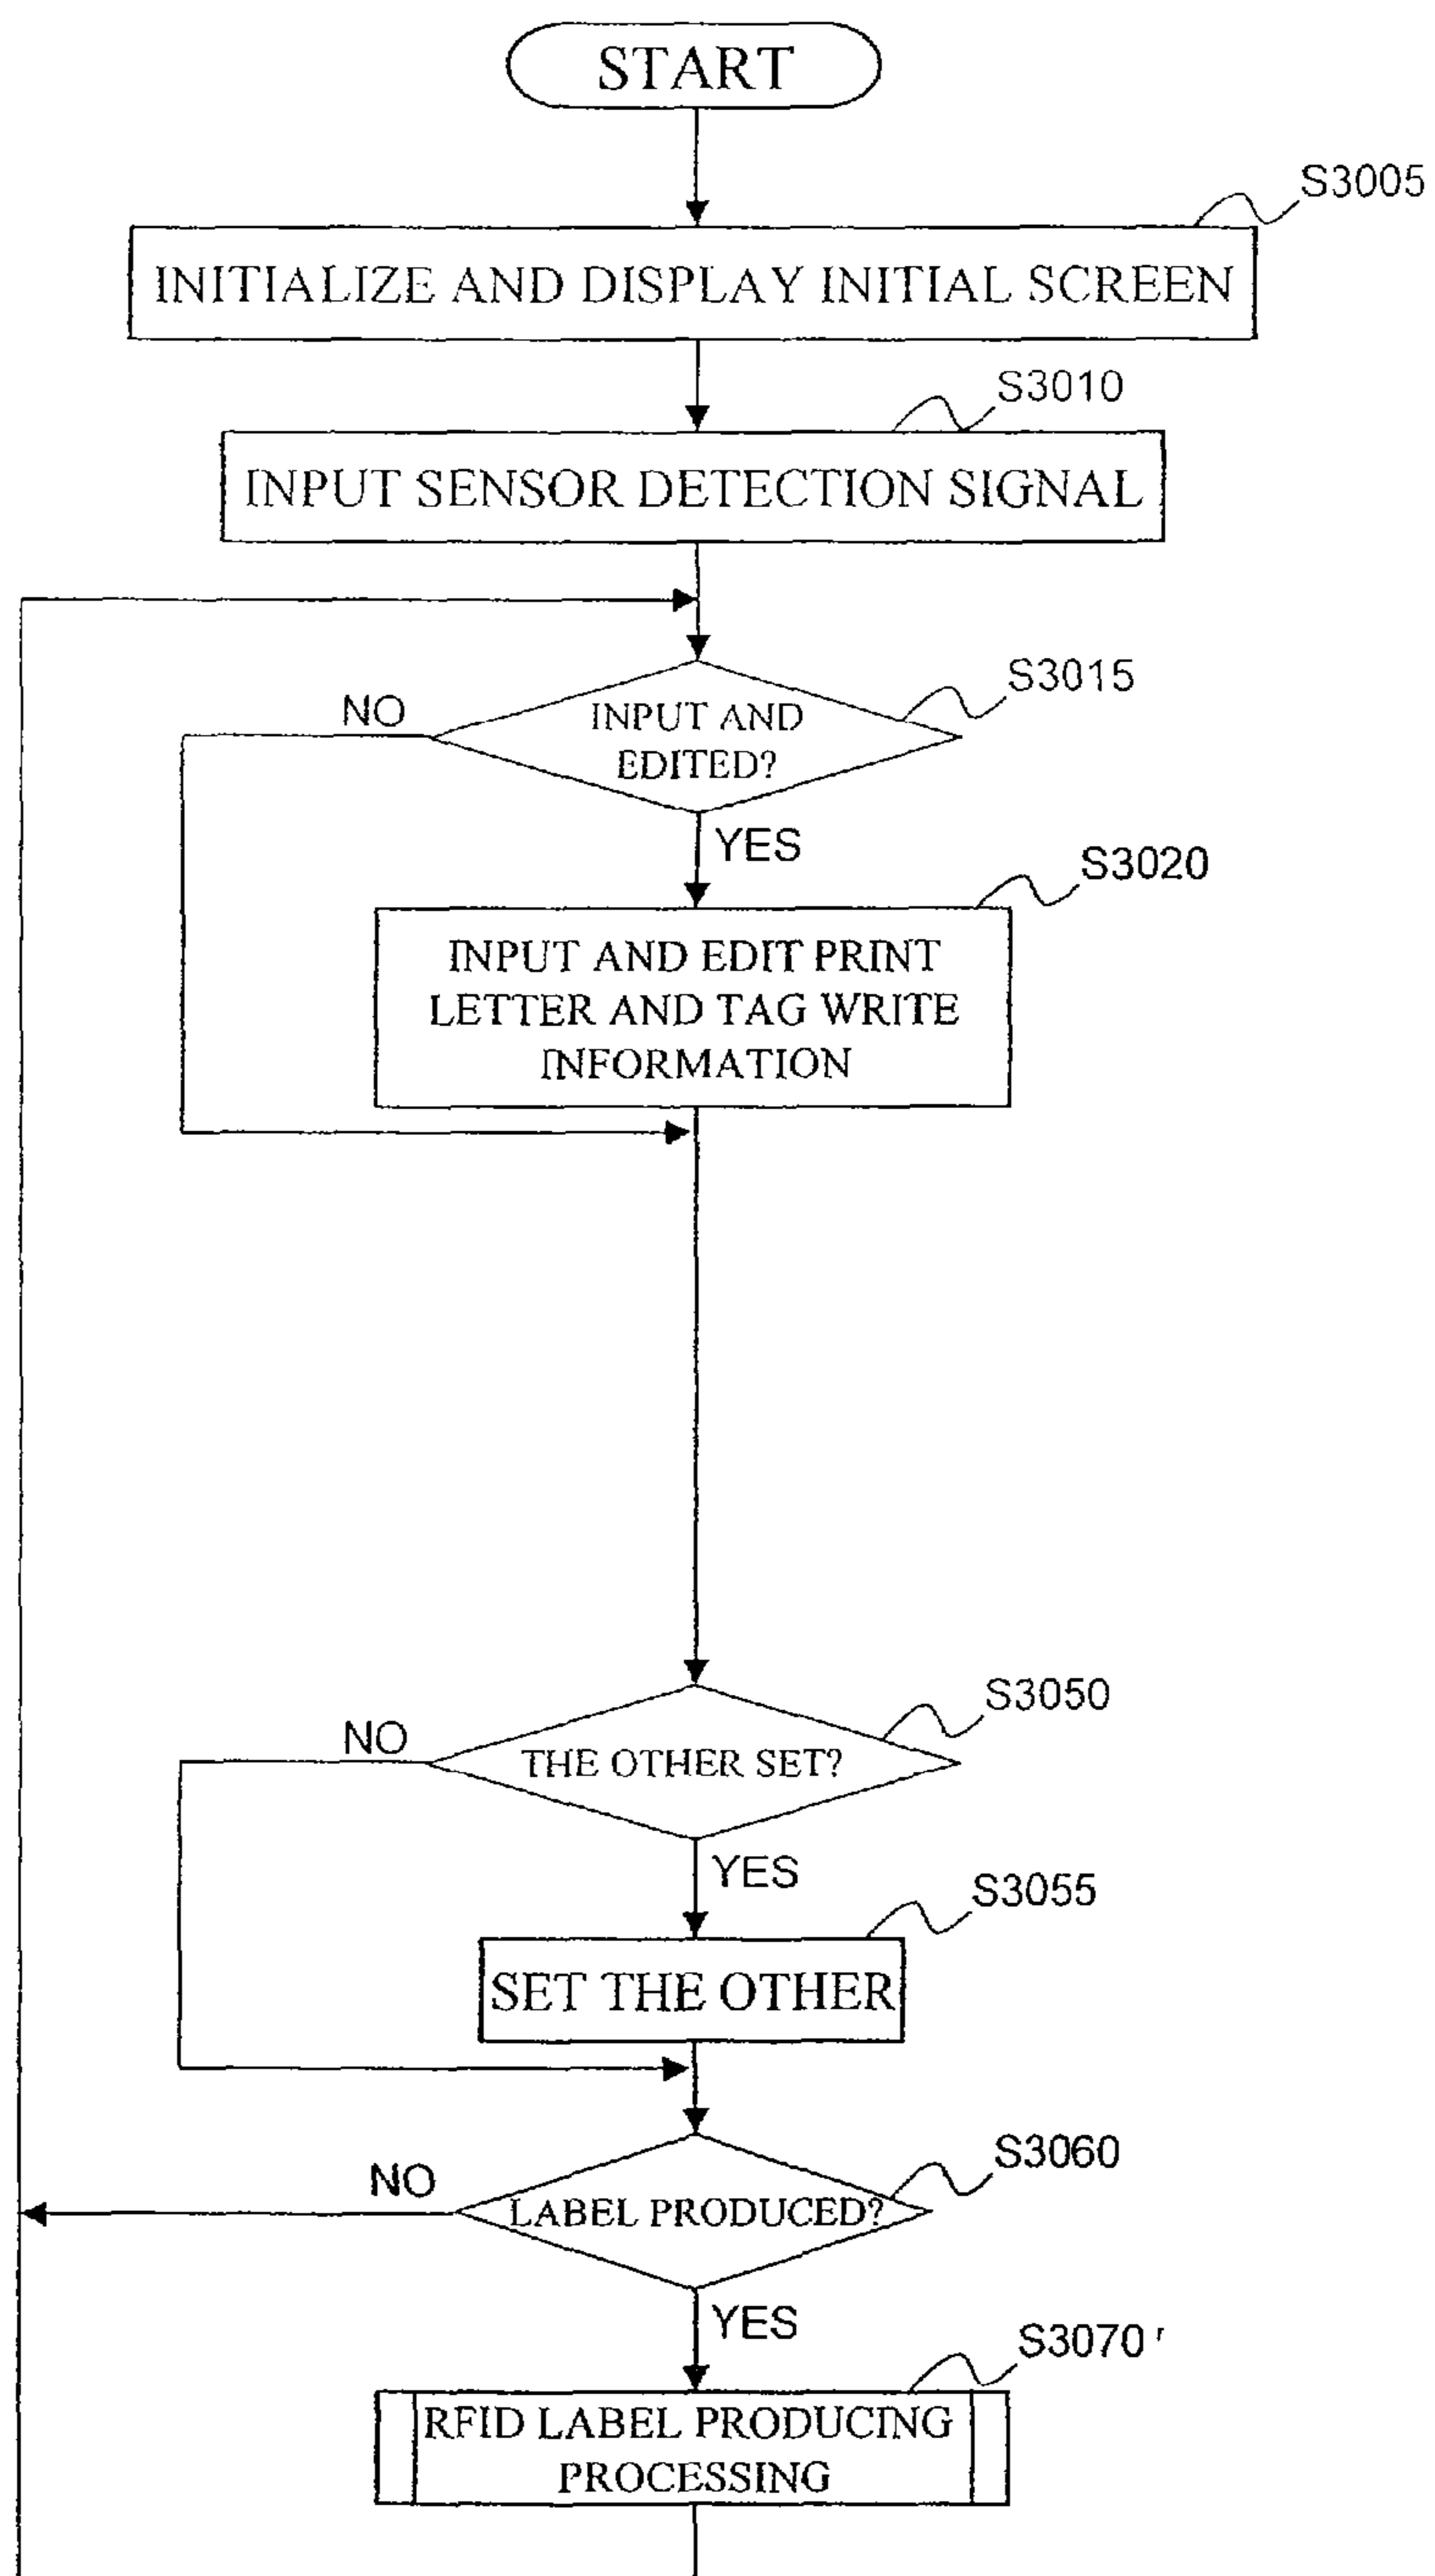 START
S3005
INITIALIZE AND DISPLAY INITIAL SCREEN
S3010
INPUT SENSOR DETECTION SIGNAL
S3015
NO
INPUT AND
EDITED?
YES
S3020
INPUT AND EDIT PRINT
LETTER AND TAG WRITE
INFORMATION
S3050
NO
THE OTHER SET?
YES
S3055
SET THE OTHER
S3060
NO
LABEL PRODUCED?
YES
S3070'
RFID LABEL PRODUCING
PROCESSING